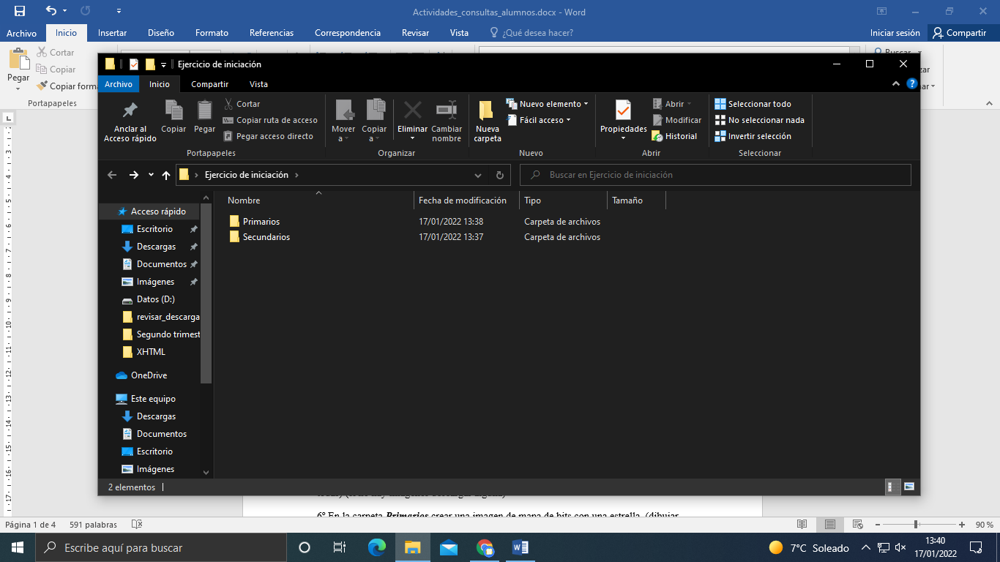 Actividades_consultas_alumnos.docx - Word
Archivo Inicio Insertar Diseño Formato Referencias Correspondencia Revisar Vista ¿Qué desea hacer? Iniciar sesión Compartir
Pegar
Cortar
Copiar
Copiar forma
Portapapeles
Buscar
Ejercicio de iniciación
Archivo Inicio Compartir Vista
Anclar al
Acceso rápido
Copiar
Pegar
Cortar
Copiar ruta de acceso
Pegar acceso directo
Portapapeles
Mover
a
Copiar
a
Eliminar
Cambiar
nombre
Organizar
Nueva
carpeta
Nuevo elemento
Fácil acceso
Nuevo
Propiedades
Abrir
Modificar
Historial
Abrir
Seleccionar todo
No seleccionar nada
Invertir selección
Seleccionar
Ejercicio de iniciación
Buscar en Ejercicio de iniciación
Acceso rápido
Escritorio
Descargas
Documentos
Imágenes
Datos (D:)
revisar_descarga
Segundo trimest
XHTML
OneDrive
Este equipo
Descargas
Documentos
Escritorio
Imágenes
Nombre Fecha de modificación Tipo Tamaño
Primarios 17/01/2022 13:38 Carpeta de archivos
Secundarios 17/01/2022 13:37 Carpeta de archivos
2 elementos
6º En la carpeta Primarios crear una imagen de mapa de bits con una estrella. (dibujar
Página 1 de 4 591 palabras 90 %
Escribe aquí para buscar
7°C Soleado
13:40
17/01/2022